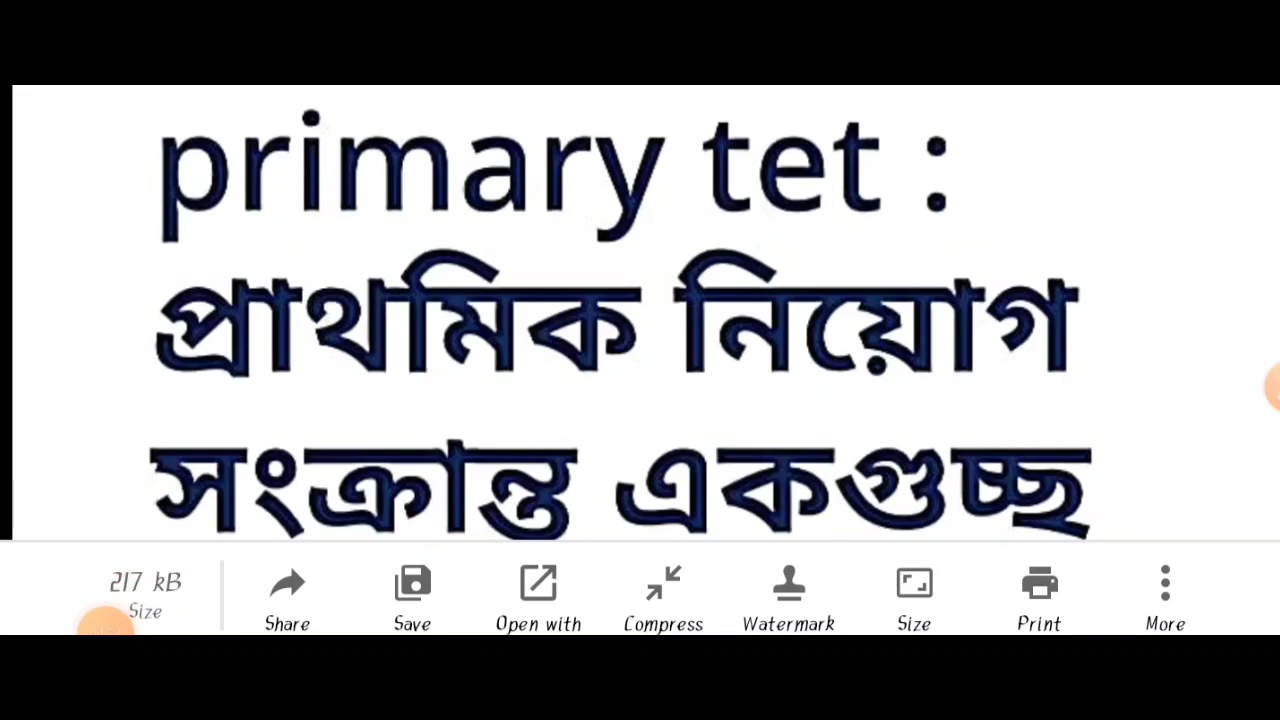 primary tet :
প্রাথমিক নিয়োগ
সংক্রান্ত একগুচ্ছ
217 kB
Size
Share Save Open with Compress Watermark Size Print More